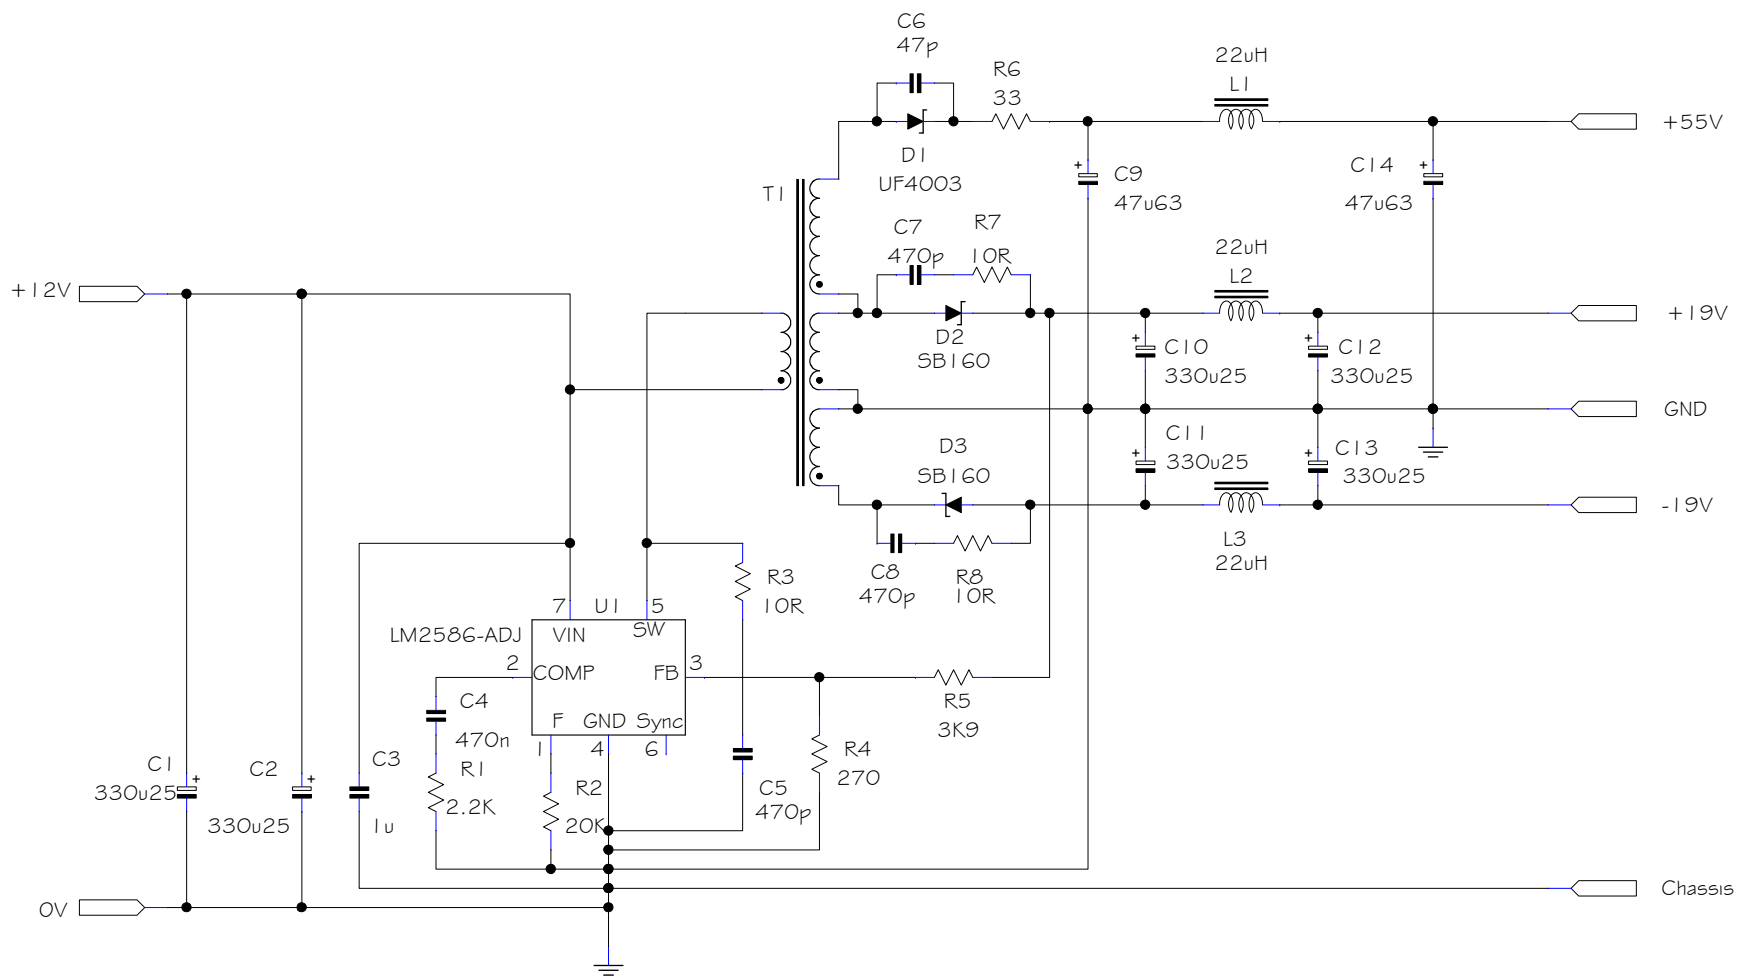 C6
47p
R6
33
22uH
L1
+55V
D1
UF4003
T1
C9
47u63
C14
47u63
C7
470p
R7
10R
22uH
L2
+12V
+19V
D2
SB160
C10
330u25
C12
330u25
GND
C11
330u25
C13
330u25
D3
SB160
-19V
L3
22uH
C8
470p
R8
10R
R3
10R
7
U1
5
LM2586-ADJ
VIN
SW
2
COMP
FB
3
C4
470n
F
GND
Sync
1
4
6
R5
3K9
R4
270
C1
330u25
C2
330u25
C3
1u
R1
2.2K
R2
20K
C5
470p
0V
Chassis
+
+
+
+
+
+
+
+